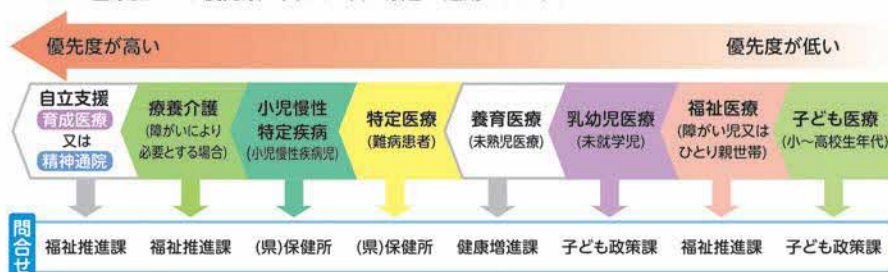 優先度が高い
優先度が低い
自立支援
育成医療
又は
精神通院
療養介護
(障がいにより
必要とする場合)
小児慢性
特定疾病
(小児慢性疾病児)
特定医療
(難病患者)
養育医療
(未熟児医療)
乳幼児医療
(未就学児)
福祉医療
(障がい児又は
ひとり親世帯)
子ども医療
(小〜高校生年代)
問合せ
福祉推進課
福祉推進課
(県)保健所
(県)保健所
健康増進課
子ども政策課
福祉推進課
子ども政策課